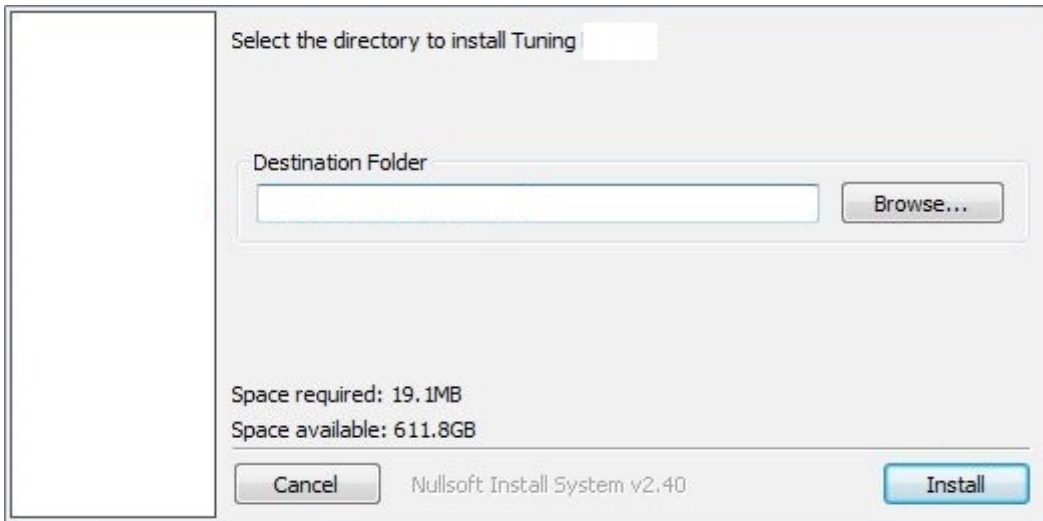 Select the directory to install Tuning
Destination Folder
Browse...
Space required: 19.1MB
Space available: 611.8GB
Cancel
Nullsoft Install System v2.40
Install